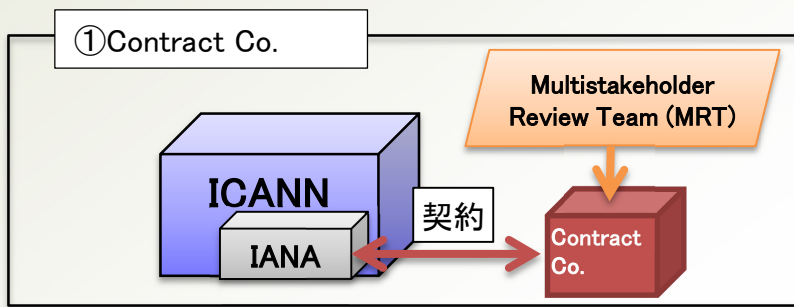 ①Contract Co.
Multistakeholder
Review Team (MRT)
ICANN
契約
IANA
Contract
Co.